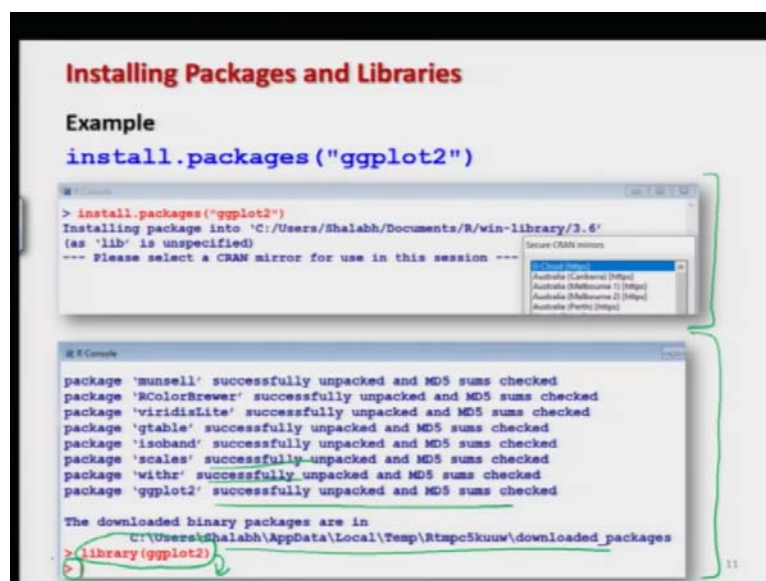 Installing Packages and Libraries
Example
install.packages("ggplot2")
R Console
> install.packages("ggplot2")
Installing package into ‘C:/Users/Shalabh/Documents/R/win-library/3.6’
(as ‘lib’ is unspecified)
--- Please select a CRAN mirror for use in this session ---
Secure CRAN mirrors
0-Cloud [https]
Australia (Canberra) [https]
Australia (Melbourne 1) [https]
Australia (Melbourne 2) [https]
Australia (Perth) [https]
R Console
package ‘munsell’ successfully unpacked and MD5 sums checked
package ‘RColorBrewer’ successfully unpacked and MD5 sums checked
package ‘viridisLite’ successfully unpacked and MD5 sums checked
package ‘gtable’ successfully unpacked and MD5 sums checked
package ‘isoband’ successfully unpacked and MD5 sums checked
package ‘scales’ successfully unpacked and MD5 sums checked
package ‘withr’ successfully unpacked and MD5 sums checked
package ‘ggplot2’ successfully unpacked and MD5 sums checked
The downloaded binary packages are in
C:\Users\Shalabh\AppData\Local\Temp\Rtmpc5kuuw\downloaded_packages
> library(ggplot2)
>
11